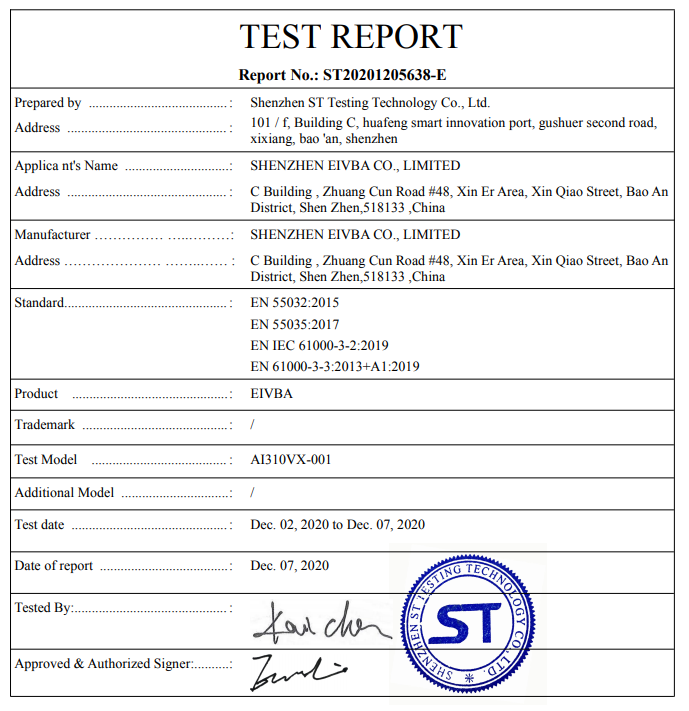 TEST REPORT
Report No.: ST20201205638-E
Prepared by ........................................ : Shenzhen ST Testing Technology Co., Ltd.
Address .............................................. : 101 / f, Building C, huafeng smart innovation port, gushuer second road,
xixiang, bao 'an, shenzhen
Applica nt's Name .............................. : SHENZHEN EIVBA CO., LIMITED
Address .............................................. : C Building , Zhuang Cun Road #48, Xin Er Area, Xin Qiao Street, Bao An
District, Shen Zhen,518133 ,China
Manufacturer …………… …..………: SHENZHEN EIVBA CO., LIMITED
Address ………………… ……..…… : C Building , Zhuang Cun Road #48, Xin Er Area, Xin Qiao Street, Bao An
District, Shen Zhen,518133 ,China
Standard............................................... : EN 55032:2015
EN 55035:2017
EN IEC 61000-3-2:2019
EN 61000-3-3:2013+A1:2019
Product .............................................: EIVBA
Trademark ..........................................: /
Test Model ....................................... : AI310VX-001
Additional Model ...............................: /
Test date ............................................. : Dec. 02, 2020 to Dec. 07, 2020
Date of report ..................................... : Dec. 07, 2020
Tested By:............................................ :
Approved & Authorized Signer:..........:
SHENZHEN ST TESTING TECHNOLOGY CO., LTD.
ST